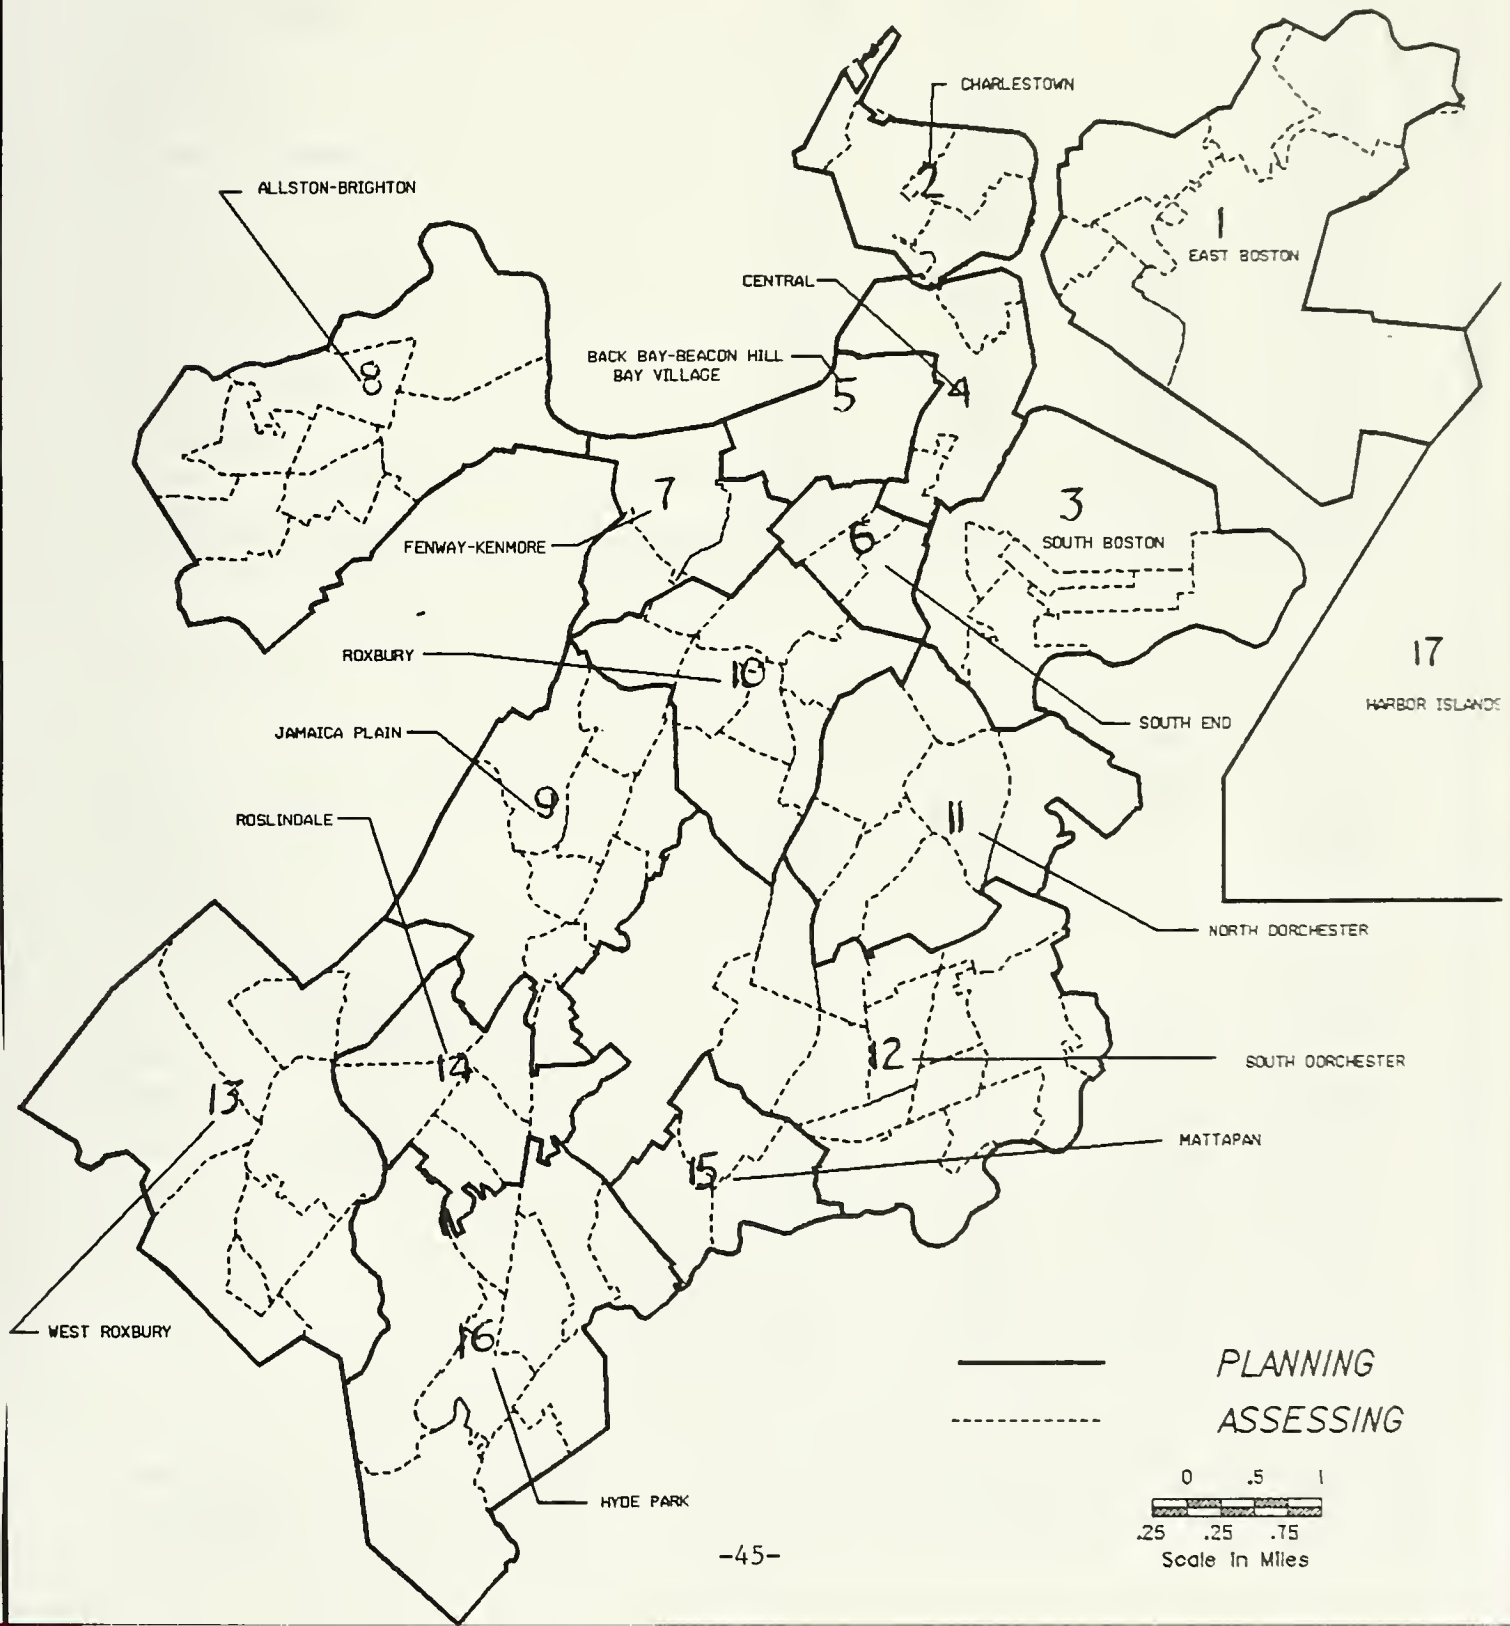 CHARLESTOWN
2
ALLSTON-BRIGHTON
1
EAST BOSTON
CENTRAL
BACK BAY-BEACON HILL
BAY VILLAGE
8
5
4
7
3
FENWAY-KENMORE
6
SOUTH BOSTON
ROXBURY
10
17
HARBOR ISLANDS
SOUTH END
JAMAICA PLAIN
9
ROSLINDALE
11
NORTH DORCHESTER
12
SOUTH DORCHESTER
14
13
MATTAPAN
15
WEST ROXBURY
16
PLANNING
ASSESSING
HYDE PARK
0 .5 1
.25 .25 .75
Scale in Miles
-45-